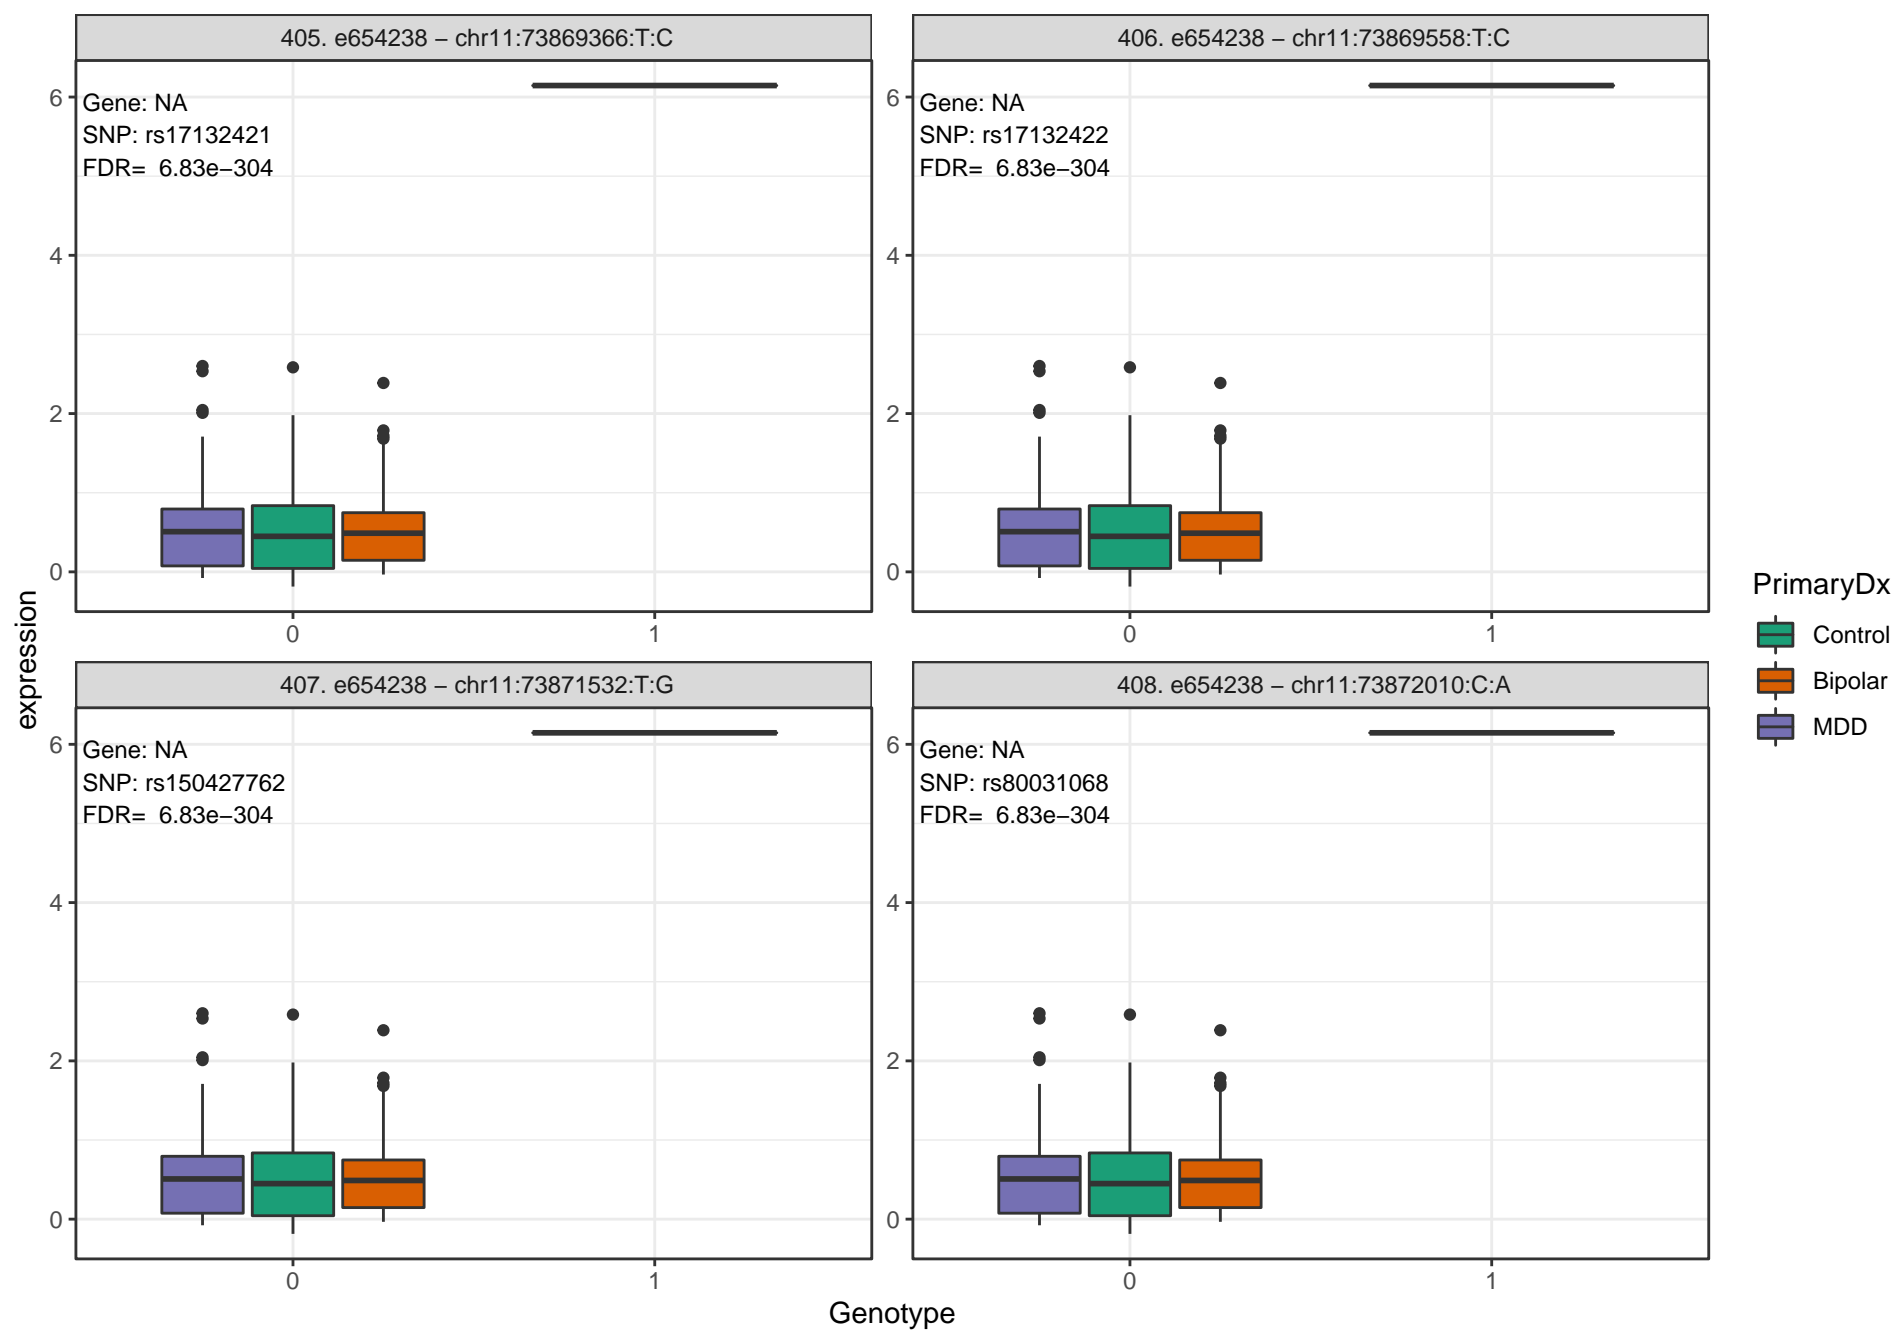 405. e654238 − chr11:73869366:T:C
406. e654238 − chr11:73869558:T:C
Gene: NA
SNP: rs17132421
FDR=  6.83e−304
Gene: NA
SNP: rs17132422
FDR=  6.83e−304
6
4
2
0
6
4
2
0
0
1
0
1
407. e654238 − chr11:73871532:T:G
408. e654238 − chr11:73872010:C:A
Gene: NA
SNP: rs150427762
FDR=  6.83e−304
Gene: NA
SNP: rs80031068
FDR=  6.83e−304
6
4
2
0
6
4
2
0
0
1
0
1
expression
Genotype
PrimaryDx
Control
Bipolar
MDD